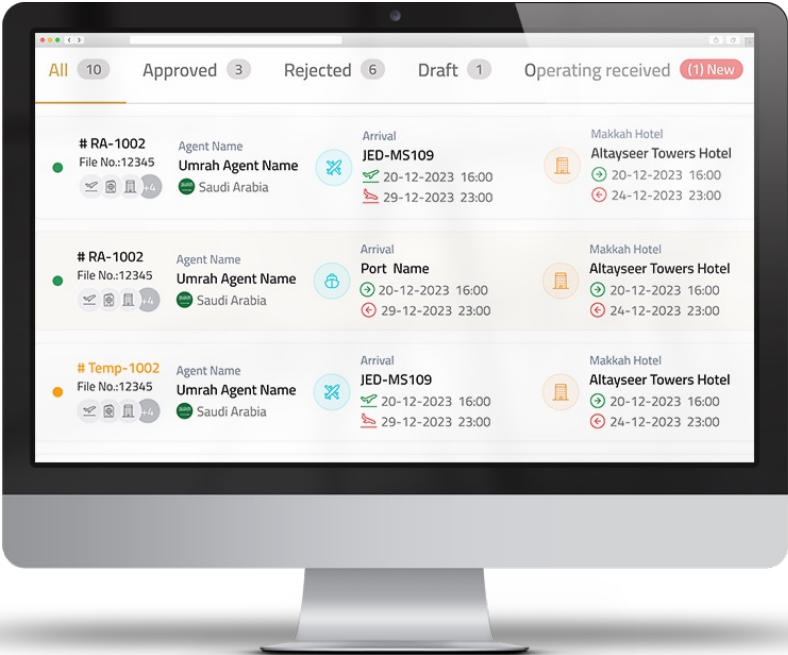 All 10 Approved 3 Rejected 6 Draft 1 Operating received (1) New
# RA-1002
File No.:12345
+4
Agent Name
Umrah Agent Name
Saudi Arabia
Arrival
JED-MS109
20-12-2023 16:00
29-12-2023 23:00
Makkah Hotel
Altayseer Towers Hotel
20-12-2023 16:00
24-12-2023 23:00
# RA-1002
File No.:12345
+4
Agent Name
Umrah Agent Name
Saudi Arabia
Arrival
Port Name
20-12-2023 16:00
29-12-2023 23:00
Makkah Hotel
Altayseer Towers Hotel
20-12-2023 16:00
24-12-2023 23:00
# Temp-1002
File No.:12345
+4
Agent Name
Umrah Agent Name
Saudi Arabia
Arrival
JED-MS109
20-12-2023 16:00
29-12-2023 23:00
Makkah Hotel
Altayseer Towers Hotel
20-12-2023 16:00
24-12-2023 23:00